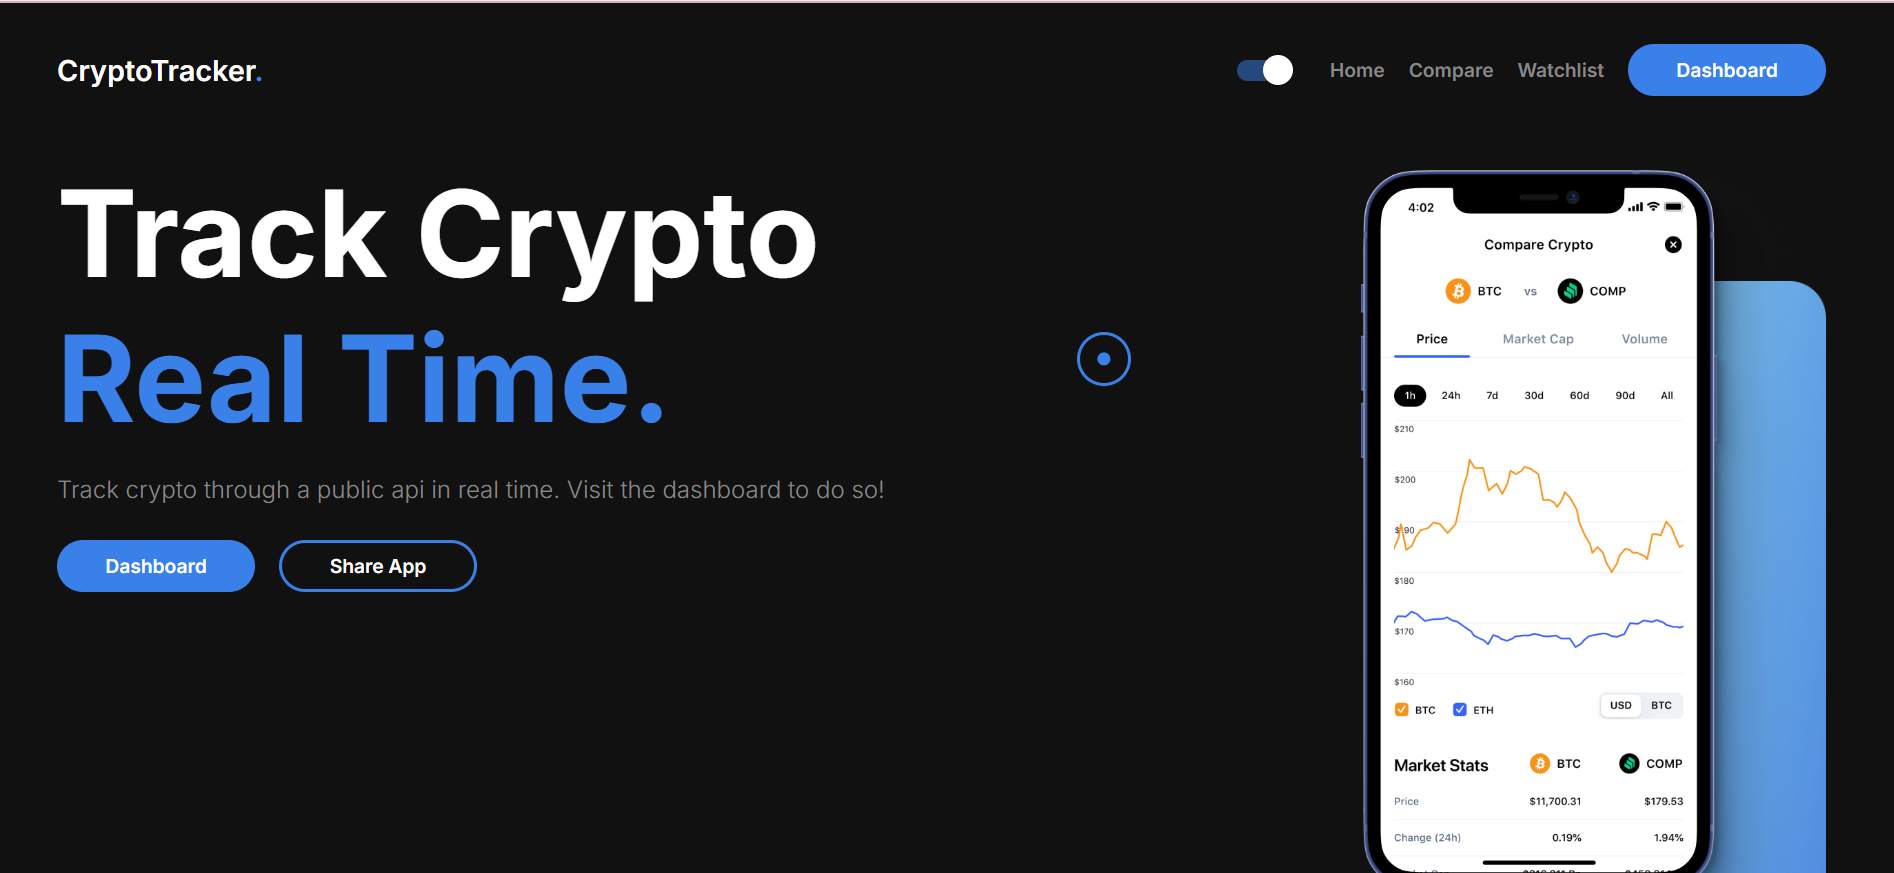 CryptoTracker.
Home Compare Watchlist Dashboard
Track Crypto
Real Time.
Track crypto through a public api in real time. Visit the dashboard to do so!
Dashboard Share App
4:02
Compare Crypto
BTC vs COMP
Price Market Cap Volume
1h 24h 7d 30d 60d 90d All
$210
$200
$190
$180
$170
$160
BTC ETH USD BTC
Market Stats BTC COMP
Price $11,700.31 $179.53
Change (24h) 0.19% 1.94%